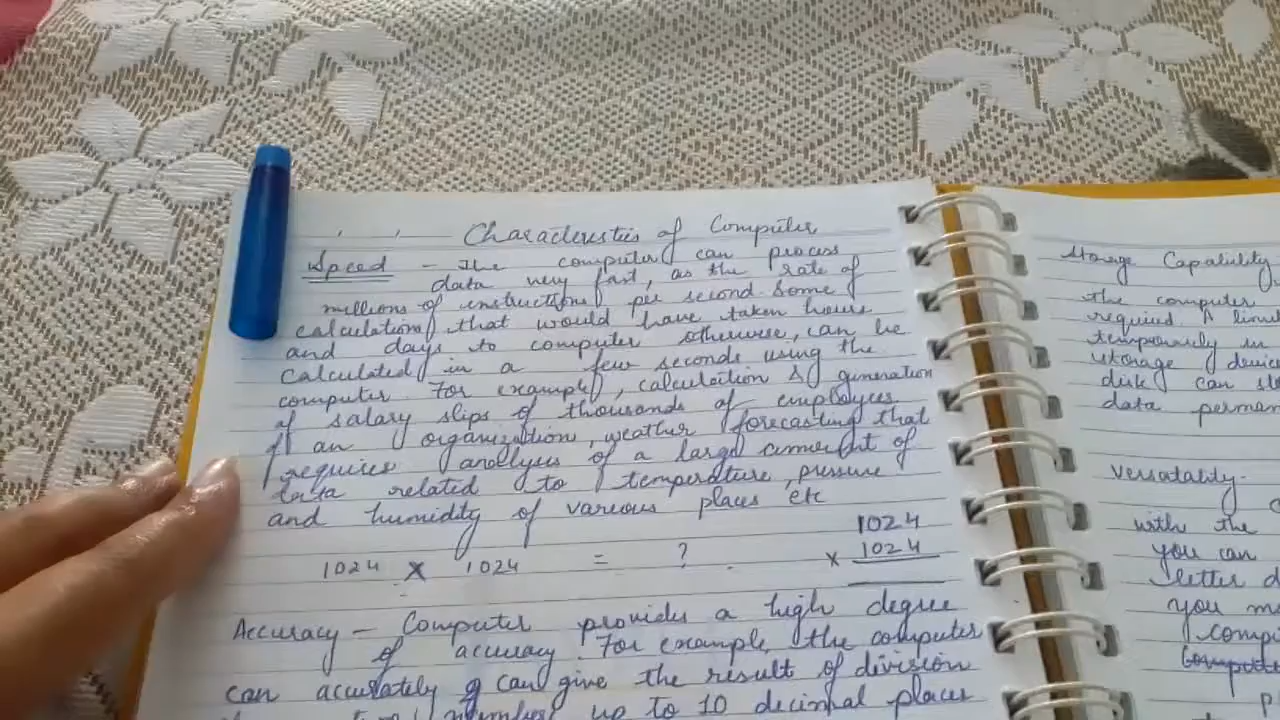 Characteristics of Computer
Speed - The computer can process
data very fast, as the rate of
millions of instructions per second. Some
calculations that would have taken hours
and days to computer otherwise, can be
calculated in a few seconds using the
computer. For example, calculation & generation
of salary slips of thousands of employees
of an organization, weather forecasting that
requires analyses of a large amount of
data related to temperature, pressure
and humidity of various places etc
1024 × 1024 = ?
1024
× 1024
Accuracy - Computer provides a high degree
of accuracy. For example, the computer
can accurately can give the result of division
up to 10 decimal places
Storage Capability
the computer
required. A
temporarily in
storage
disk can
data
Versatality-
with the
you can
letter
you